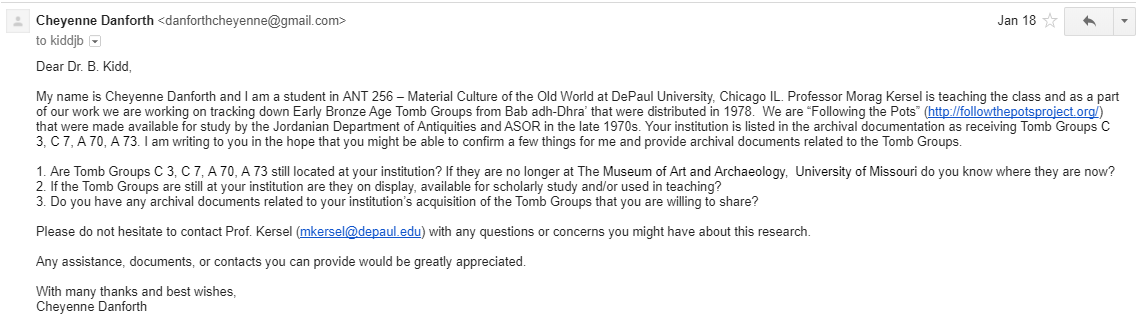 Cheyenne Danforth <danforthcheyenne@gmail.com>
Jan 18
to kiddjb
Dear Dr. B. Kidd,
My name is Cheyenne Danforth and I am a student in ANT 256 – Material Culture of the Old World at DePaul University, Chicago IL. Professor Morag Kersel is teaching the class and as a part
of our work we are working on tracking down Early Bronze Age Tomb Groups from Bab adh-Dhra' that were distributed in 1978.  We are "Following the Pots" (http://followthepotsproject.org/)
that were made available for study by the Jordanian Department of Antiquities and ASOR in the late 1970s. Your institution is listed in the archival documentation as receiving Tomb Groups C
3, C 7, A 70, A 73. I am writing to you in the hope that you might be able to confirm a few things for me and provide archival documents related to the Tomb Groups.
1. Are Tomb Groups C 3, C 7, A 70, A 73 still located at your institution? If they are no longer at The Museum of Art and Archaeology,  University of Missouri do you know where they are now?
2. If the Tomb Groups are still at your institution are they on display, available for scholarly study and/or used in teaching?
3. Do you have any archival documents related to your institution's acquisition of the Tomb Groups that you are willing to share?
Please do not hesitate to contact Prof. Kersel (mkersel@depaul.edu) with any questions or concerns you might have about this research.
Any assistance, documents, or contacts you can provide would be greatly appreciated.
With many thanks and best wishes,
Cheyenne Danforth